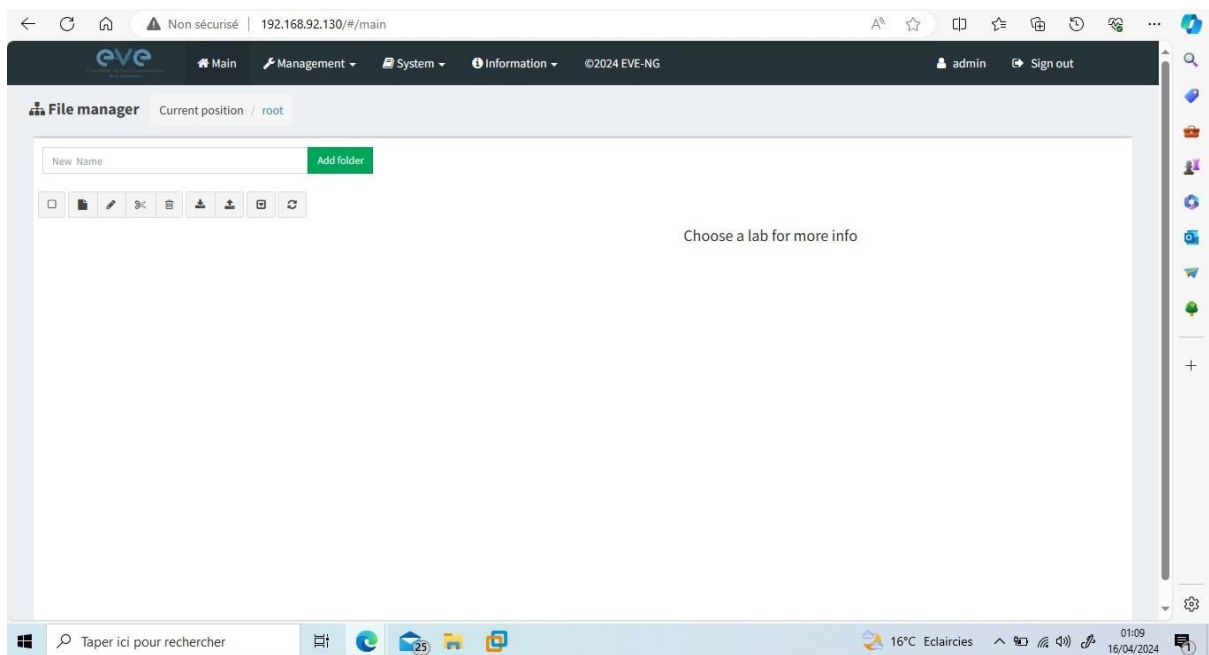 Non sécurisé 192.168.92.130/#/main
eve Main Management System Information ©2024 EVE-NG admin Sign out
File manager Current position / root
New Name Add folder
Choose a lab for more info
Taper ici pour rechercher 25 16°C Eclaircies 01:09
16/04/2024 1